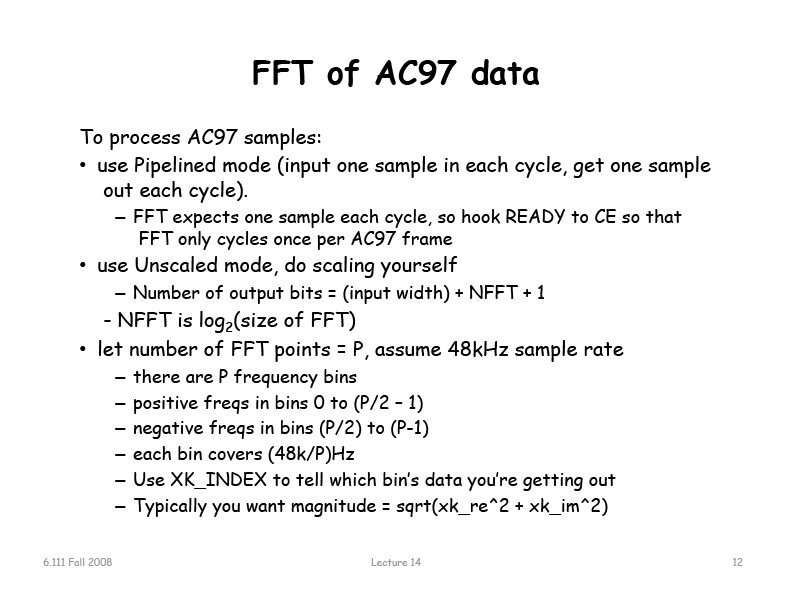 FFT of AC97 data
To process AC97 samples:
• use Pipelined mode (input one sample in each cycle, get one sample
out each cycle).
– FFT expects one sample each cycle, so hook READY to CE so that
FFT only cycles once per AC97 frame
• use Unscaled mode, do scaling yourself
– Number of output bits = (input width) + NFFT + 1
- NFFT is log₂(size of FFT)
• let number of FFT points = P, assume 48kHz sample rate
– there are P frequency bins
– positive freqs in bins 0 to (P/2 – 1)
– negative freqs in bins (P/2) to (P-1)
– each bin covers (48k/P)Hz
– Use XK_INDEX to tell which bin's data you're getting out
– Typically you want magnitude = sqrt(xk_re^2 + xk_im^2)
6.111 Fall 2008
Lecture 14
12